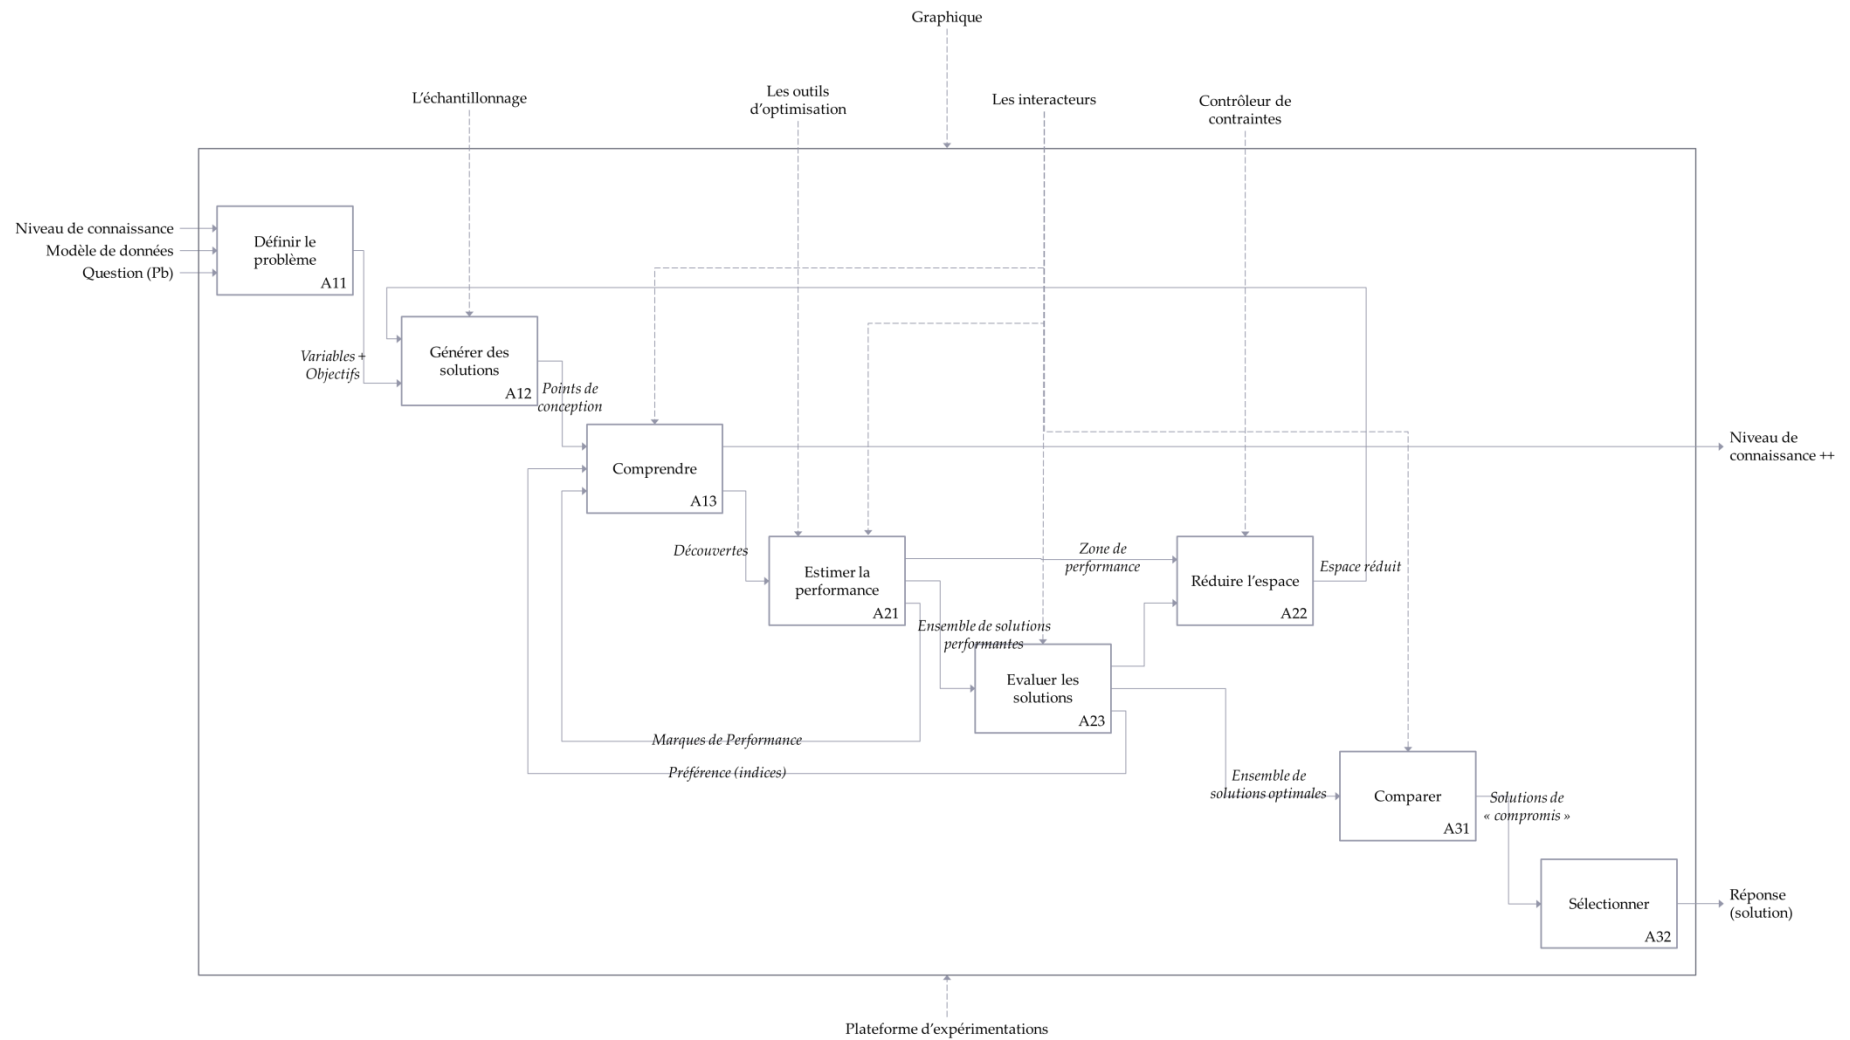 Graphique
L'échantillonnage
Les outils
d'optimisation
Les interacteurs
Contrôleur de
contraintes
Niveau de connaissance
Modèle de données
Question (Pb)
Définir le
problème
A11
Variables +
Objectifs
Générer des
solutions
A12
Points de
conception
Comprendre
A13
Niveau de
connaissance ++
Découvertes
Estimer la
performance
A21
Zone de
performance
Réduire l'espace
A22
Espace réduit
Ensemble de solutions
performantes
Evaluer les
solutions
A23
Marques de Performance
Préférence (indices)
Ensemble de
solutions optimales
Comparer
A31
Solutions de
« compromis »
Sélectionner
A32
Réponse
(solution)
Plateforme d'expérimentations